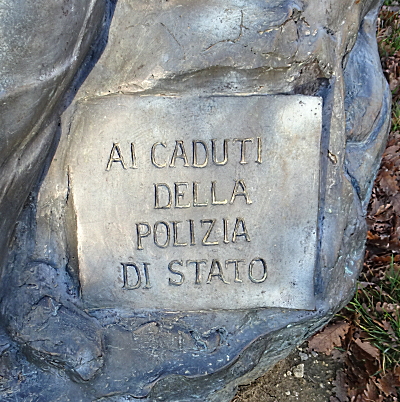 AI CADUTI
DELLA
POLIZIA
DI STATO